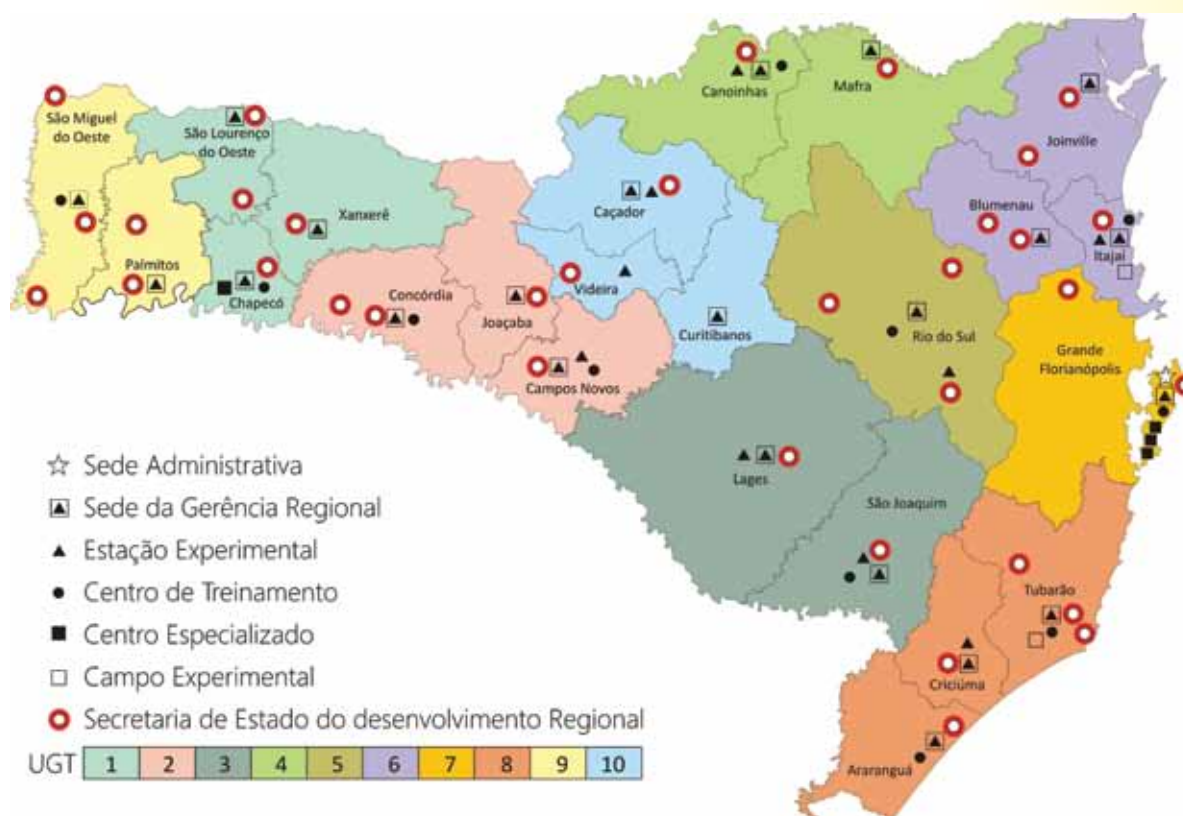 São Miguel
do Oeste
São Lourenço
do Oeste
Xanxerê
Palmitos
Chapecó
Concórdia
Joaçaba
Campos Novos
Caçador
Videira
Curitibanos
Canoinhas
Mafra
Joinville
Blumenau
Itajaí
Rio do Sul
Grande
Florianópolis
Lages
São Joaquim
Tubarão
Criciúma
Araranguá
Sede Administrativa
Sede da Gerência Regional
Estação Experimental
Centro de Treinamento
Centro Especializado
Campo Experimental
Secretaria de Estado do desenvolvimento Regional
UGT 1 2 3 4 5 6 7 8 9 10